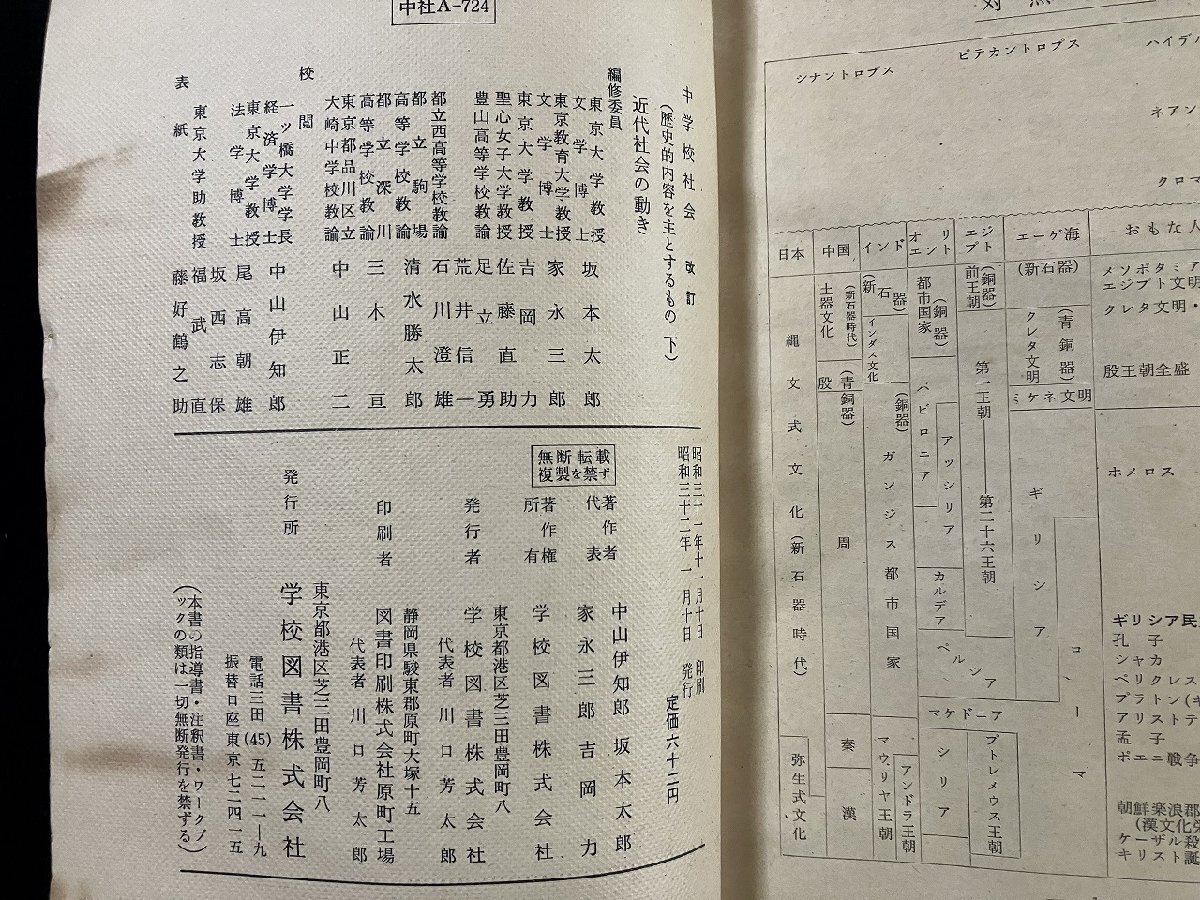 中社A-724
中学校社会 改訂
(歴史的内容を主とするもの 下)
近代社会の動き
編修委員
東京大学教授
文学博士
坂本太郎
東京教育大学教授
文学博士
家永三郎
東京大学教授
吉岡力
聖心女子大学教授
佐藤直助
豊山高等学校教諭
足立勇
荒井信一
都立西高等学校教諭
石川澄雄
都立駒場
高等学校教諭
清水勝太郎
都立深川
高等学校教諭
三木亘
東京都品川区立
大崎中学校教諭
中山正二
校閲
一ツ橋大学学長
経済学博士
中山伊知郎
東京大学教授
法学博士
尾高朝雄
坂西志保
東京大学助教授
福武直
表紙
藤好鶴之助
昭和三十一年十一月十日 印刷
昭和三十二年一月十日 発行
定価六十二円
無断転載
複製を禁ず
著作者
代表
中山伊知郎 坂本太郎
家永三郎 吉岡力
著作権
所有
学校図書株式会社
発行者
東京都港区芝三田豊岡町八
学校図書株式会社
代表者 川口芳太郎
印刷者
静岡県駿東郡原町大塚十五
図書印刷株式会社原町工場
代表者 川口芳太郎
発行所
東京都港区芝三田豊岡町八
学校図書株式会社
電話三田(45)五二一一―九
振替口座東京七二四一五
(本書の指導書・注釈書・ワークブ
ックの類は一切無断発行を禁ずる)
シナントロプス
ピテカントロプス
ハイデル
ネアン
クロマ
日本
中国
インド
オリ
エント
エジ
プト
エーゲ海
おもな人
縄文式文化(新石器時代)
弥生式文化
土器文化
(新石器時代)
殷
(青銅器)
周
秦
漢
(新石器)
インダス文化
(銅器)
ガンジス都市国家
マウリヤ王朝
アンドラ王朝
都市国家
(銅器)
バビロニア
アッシリア
カルデア
ペルシア
マケドニア
シリア
前王朝
(銅器)
第一王朝
第二十六王朝
プトレメウス王朝
(新石器)
クレタ文明
(青銅器)
ミケネ文明
ギリシア
ローマ
メソポタミア
エジプト文明
クレタ文明・
殷王朝全盛
ホメロス
ギリシア民
孔子
シャカ
ペリクレス
プラトン(ギ
アリストテ
孟子
ポエニ戦争
朝鮮楽浪郡
(漢文化栄
ケーザル殺
キリスト誕